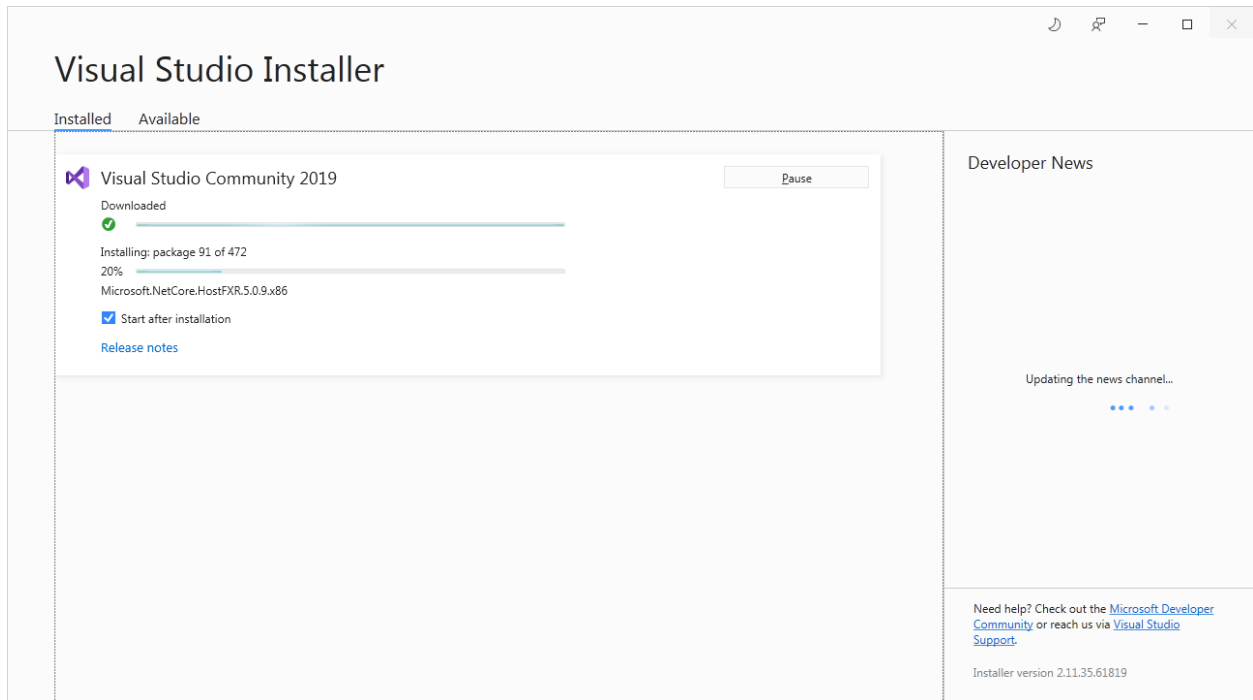 Visual Studio Installer
Installed Available
Visual Studio Community 2019
Pause
Downloaded
Installing: package 91 of 472
20%
Microsoft.NetCore.HostFXR.5.0.9.x86
Start after installation
Release notes
Developer News
Updating the news channel...
Need help? Check out the Microsoft Developer
Community or reach us via Visual Studio
Support.
Installer version 2.11.35.61819